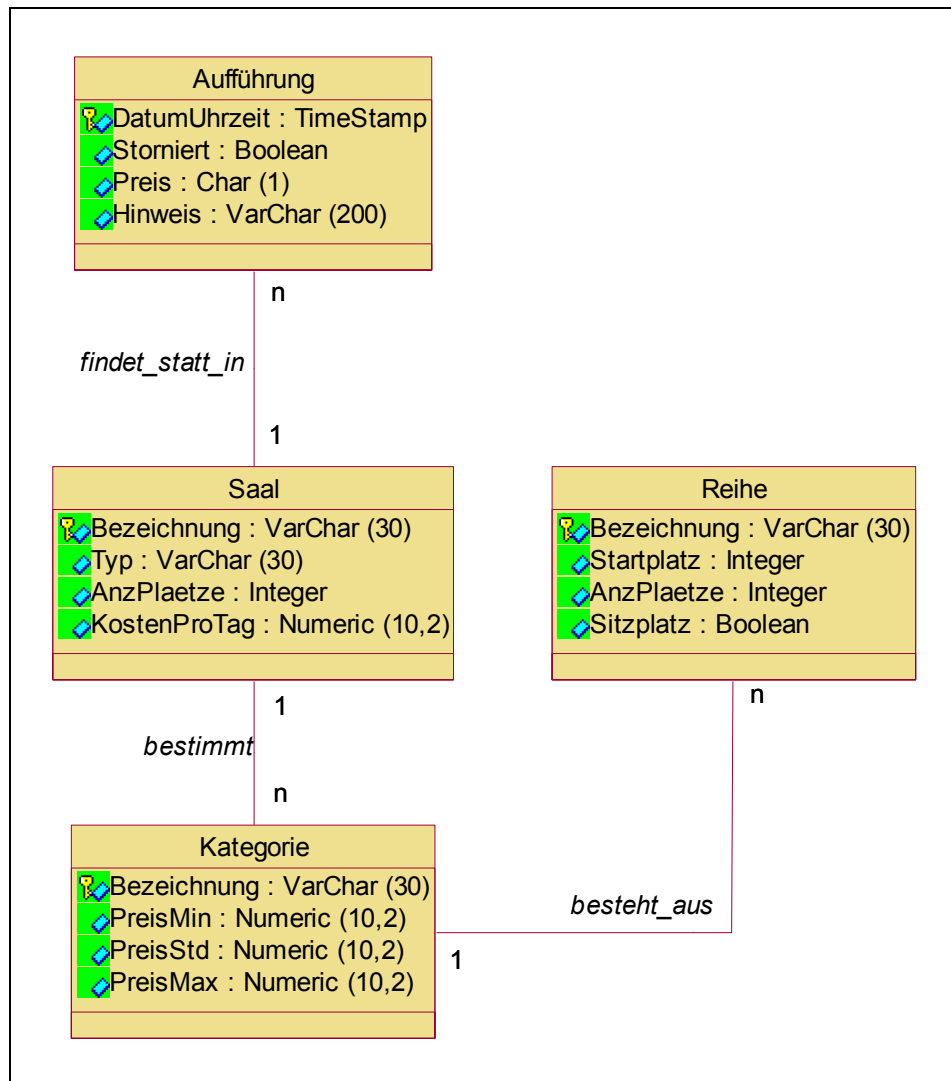 Aufführung
DatumUhrzeit : TimeStamp
Storniert : Boolean
Preis : Char (1)
Hinweis : VarChar (200)
n
findet_statt_in
1
Saal
Bezeichnung : VarChar (30)
Typ : VarChar (30)
AnzPlaetze : Integer
KostenProTag : Numeric (10,2)
Reihe
Bezeichnung : VarChar (30)
Startplatz : Integer
AnzPlaetze : Integer
Sitzplatz : Boolean
1
n
bestimmt
n
Kategorie
Bezeichnung : VarChar (30)
PreisMin : Numeric (10,2)
PreisStd : Numeric (10,2)
PreisMax : Numeric (10,2)
besteht_aus
1